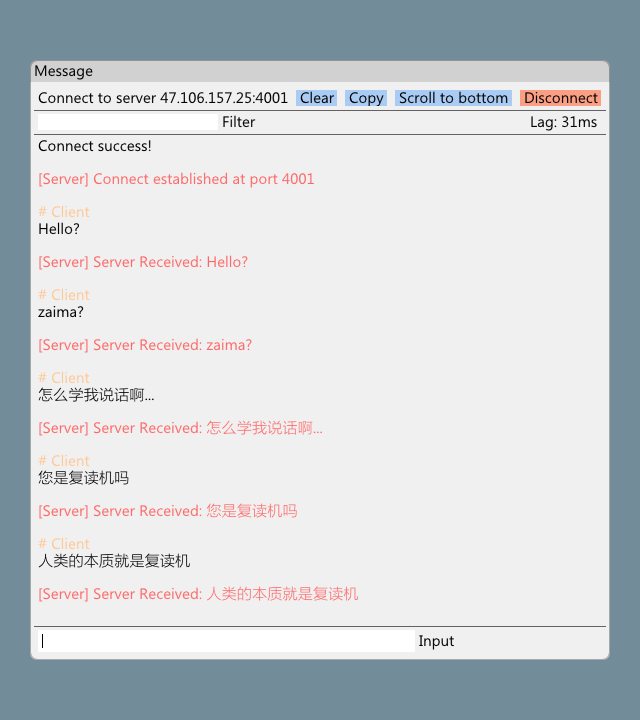 Message
Connect to server 47.106.157.25:4001 Clear Copy Scroll to bottom Disconnect
Filter Lag: 31ms
Connect success!
[Server] Connect established at port 4001
# Client
Hello?
[Server] Server Received: Hello?
# Client
zaima?
[Server] Server Received: zaima?
# Client
怎么学我说话啊...
[Server] Server Received: 怎么学我说话啊...
# Client
您是复读机吗
[Server] Server Received: 您是复读机吗
# Client
人类的本质就是复读机
[Server] Server Received: 人类的本质就是复读机
Input